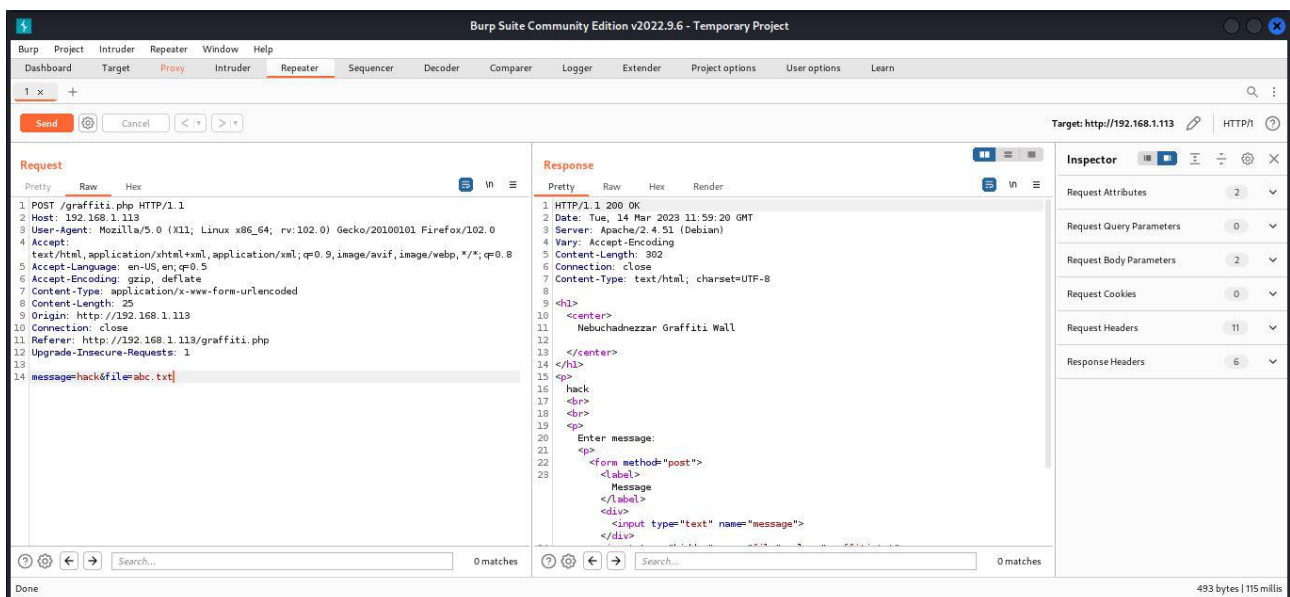 Burp Suite Community Edition v2022.9.6 - Temporary Project
Burp Project Intruder Repeater Window Help
Dashboard Target Proxy Intruder Repeater Sequencer Decoder Comparer Logger Extender Project options User options Learn
1 × +
Send Cancel < > Target: http://192.168.1.113 HTTP/1
Request
Pretty Raw Hex \n
1 POST /graffiti.php HTTP/1.1
2 Host: 192.168.1.113
3 User-Agent: Mozilla/5.0 (X11; Linux x86_64; rv:102.0) Gecko/20100101 Firefox/102.0
4 Accept:
text/html,application/xhtml+xml,application/xml;q=0.9,image/avif,image/webp,*/*;q=0.8
5 Accept-Language: en-US,en;q=0.5
6 Accept-Encoding: gzip, deflate
7 Content-Type: application/x-www-form-urlencoded
8 Content-Length: 25
9 Origin: http://192.168.1.113
10 Connection: close
11 Referer: http://192.168.1.113/graffiti.php
12 Upgrade-Insecure-Requests: 1
13
14 message=hack&file=abc.txt
Search... 0 matches
Response
Pretty Raw Hex Render \n
1 HTTP/1.1 200 OK
2 Date: Tue, 14 Mar 2023 11:59:20 GMT
3 Server: Apache/2.4.51 (Debian)
4 Vary: Accept-Encoding
5 Content-Length: 302
6 Connection: close
7 Content-Type: text/html; charset=UTF-8
8
9 <h1>
10 <center>
11 Nebuchadnezzar Graffiti Wall
12
13 </center>
14 </h1>
15 <p>
16 hack
17 <br>
18 <br>
19 <p>
20 Enter message:
21 <p>
22 <form method="post">
23 <label>
Message
</label>
<div>
<input type="text" name="message">
</div>
Search... 0 matches
Inspector
Request Attributes 2
Request Query Parameters 0
Request Body Parameters 2
Request Cookies 0
Request Headers 11
Response Headers 6
Done 493 bytes | 115 millis